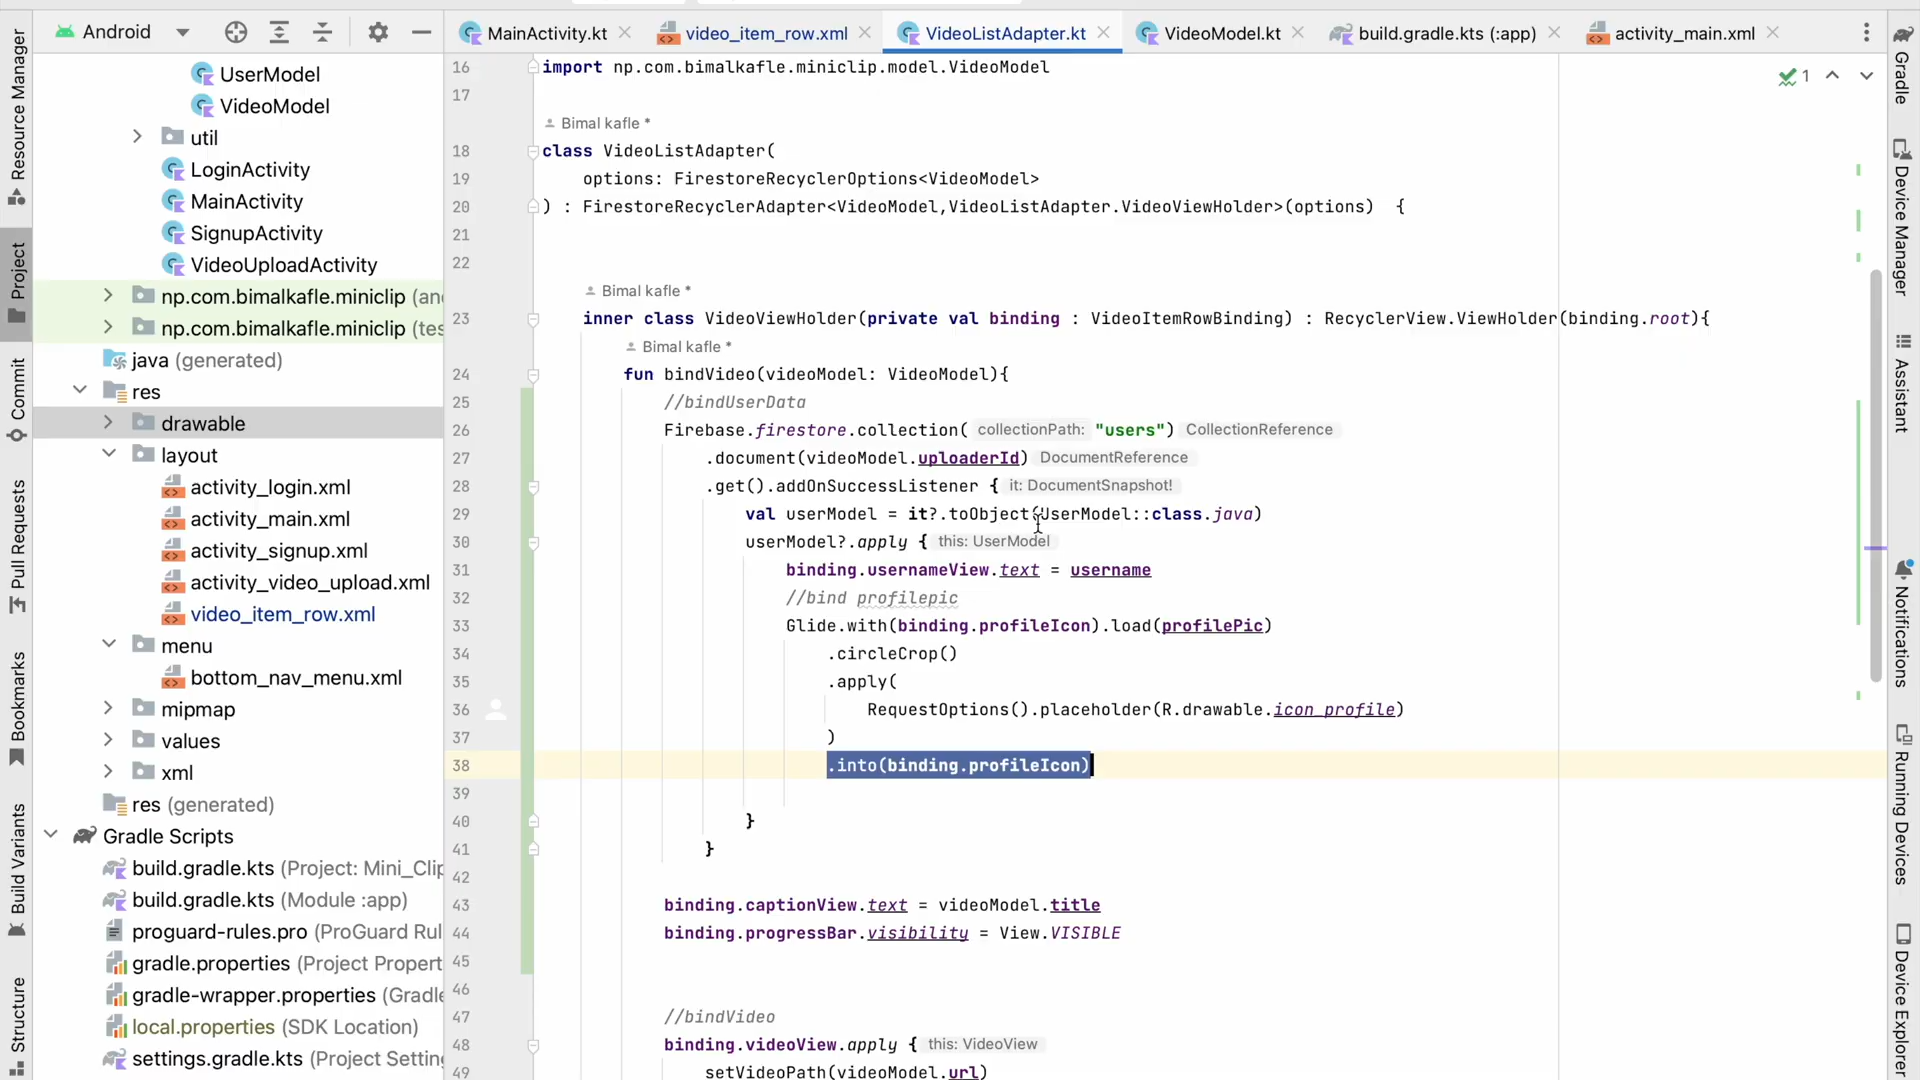 Android
MainActivity.kt
video_item_row.xml
VideoListAdapter.kt
VideoModel.kt
build.gradle.kts (:app)
activity_main.xml
Resource Manager
Project
Commit
Pull Requests
Bookmarks
Build Variants
Structure
UserModel
VideoModel
util
LoginActivity
MainActivity
SignupActivity
VideoUploadActivity
np.com.bimalkafle.miniclip (and
np.com.bimalkafle.miniclip (tes
java (generated)
res
drawable
layout
activity_login.xml
activity_main.xml
activity_signup.xml
activity_video_upload.xml
video_item_row.xml
menu
bottom_nav_menu.xml
mipmap
values
xml
res (generated)
Gradle Scripts
build.gradle.kts (Project: Mini_Clip
build.gradle.kts (Module :app)
proguard-rules.pro (ProGuard Rul
gradle.properties (Project Propert
gradle-wrapper.properties (Gradle
local.properties (SDK Location)
settings.gradle.kts (Project Setting
16 import np.com.bimalkafle.miniclip.model.VideoModel
17
Bimal kafle *
18 class VideoListAdapter(
19 options: FirestoreRecyclerOptions<VideoModel>
20 ) : FirestoreRecyclerAdapter<VideoModel,VideoListAdapter.VideoViewHolder>(options) {
21
22
Bimal kafle *
23 inner class VideoViewHolder(private val binding : VideoItemRowBinding) : RecyclerView.ViewHolder(binding.root){
Bimal kafle *
24 fun bindVideo(videoModel: VideoModel){
25 //bindUserData
26 Firebase.firestore.collection( collectionPath: "users") CollectionReference
27 .document(videoModel.uploaderId) DocumentReference
28 .get().addOnSuccessListener { it: DocumentSnapshot!
29 val userModel = it?.toObject(UserModel::class.java)
30 userModel?.apply { this: UserModel
31 binding.usernameView.text = username
32 //bind profilepic
33 Glide.with(binding.profileIcon).load(profilePic)
34 .circleCrop()
35 .apply(
36 RequestOptions().placeholder(R.drawable.icon_profile)
37 )
38 .into(binding.profileIcon)
39
40 }
41 }
42
43 binding.captionView.text = videoModel.title
44 binding.progressBar.visibility = View.VISIBLE
45
46
47 //bindVideo
48 binding.videoView.apply { this: VideoView
49 setVideoPath(videoModel.url)
1
Gradle
Device Manager
Assistant
Notifications
Running Devices
Device Explorer